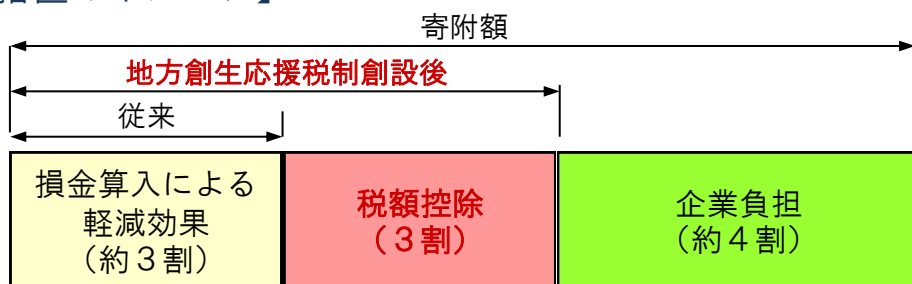 寄附額
地方創生応援税制創設後
従来
損金算入による
軽減効果
(約3割)
税額控除
(3割)
企業負担
(約4割)